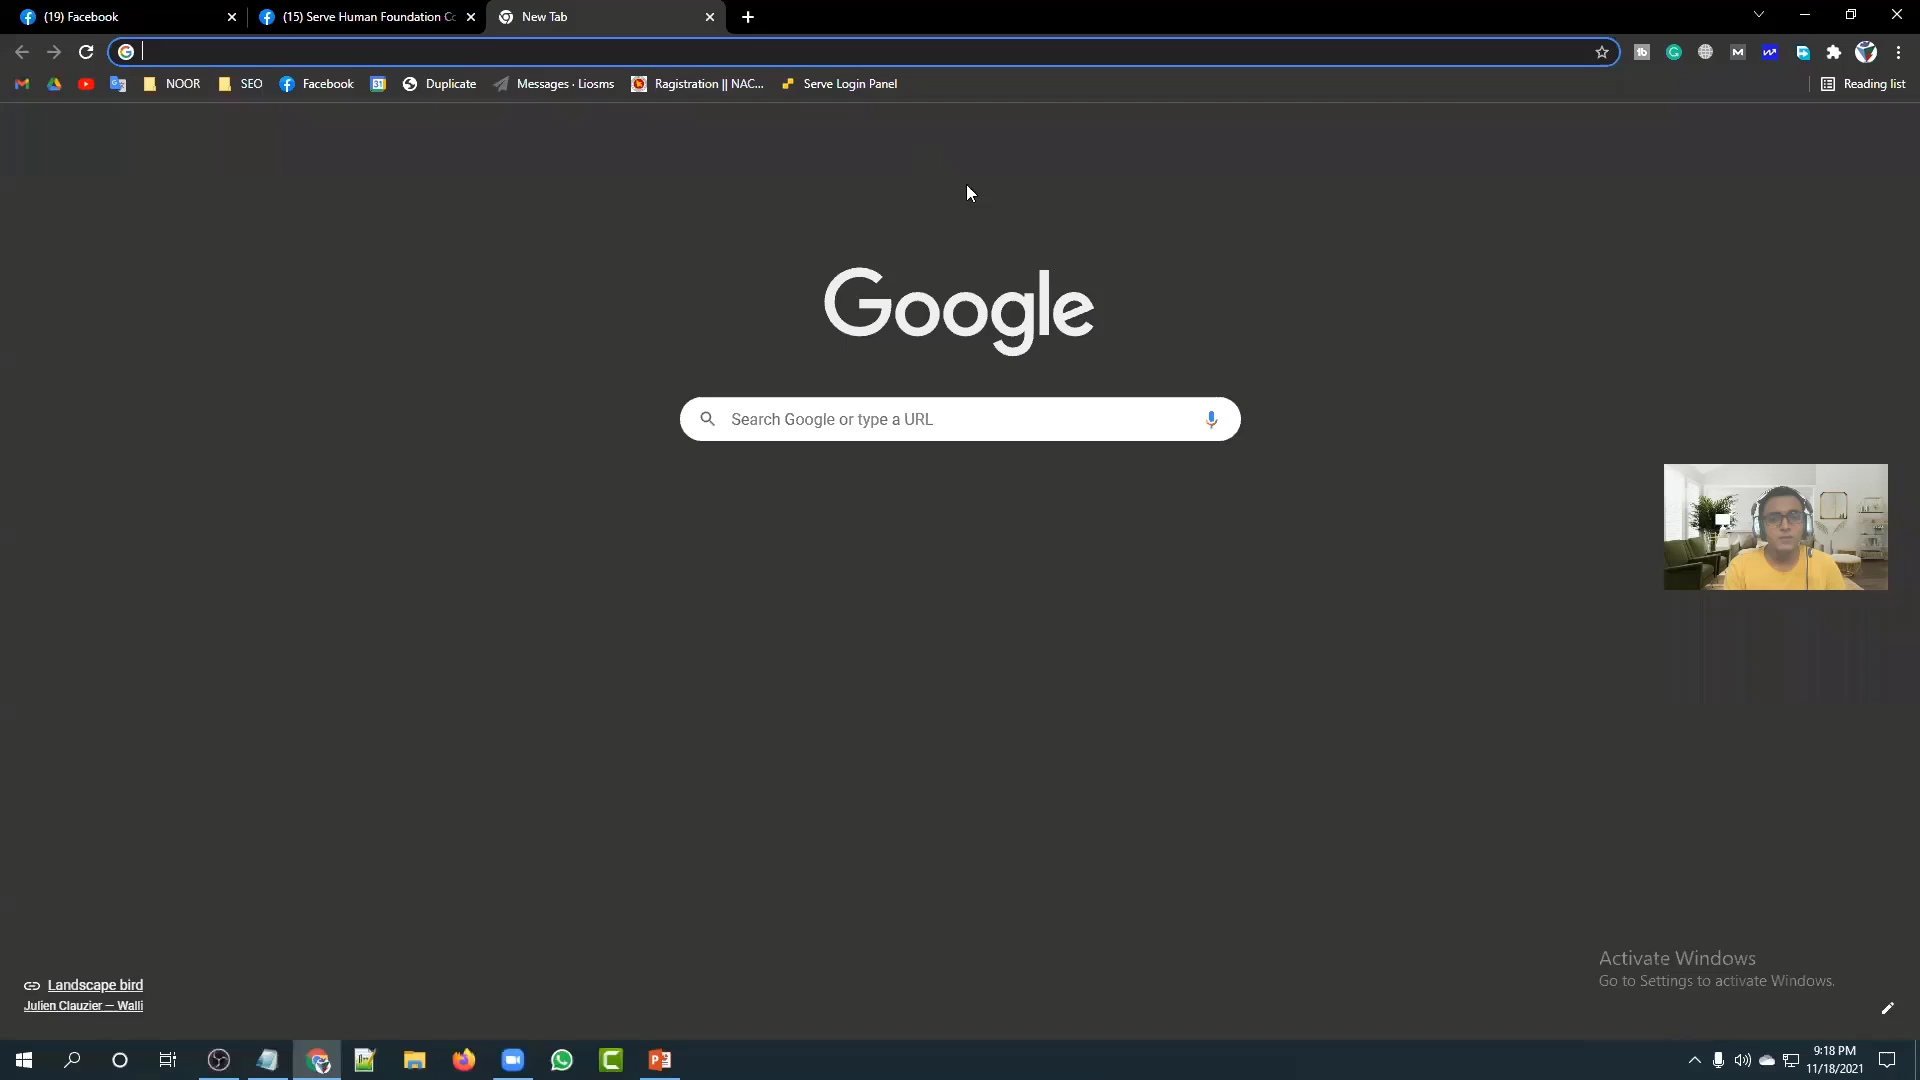 (19) Facebook
(15) Serve Human Foundation Cc
New Tab
NOOR
SEO
Facebook
31
Duplicate
Messages · Liosms
Ragistration || NAC...
Serve Login Panel
Reading list
Google
Search Google or type a URL
Activate Windows
Go to Settings to activate Windows.
Landscape bird
Julien Clauzier — Walli
9:18 PM
11/18/2021